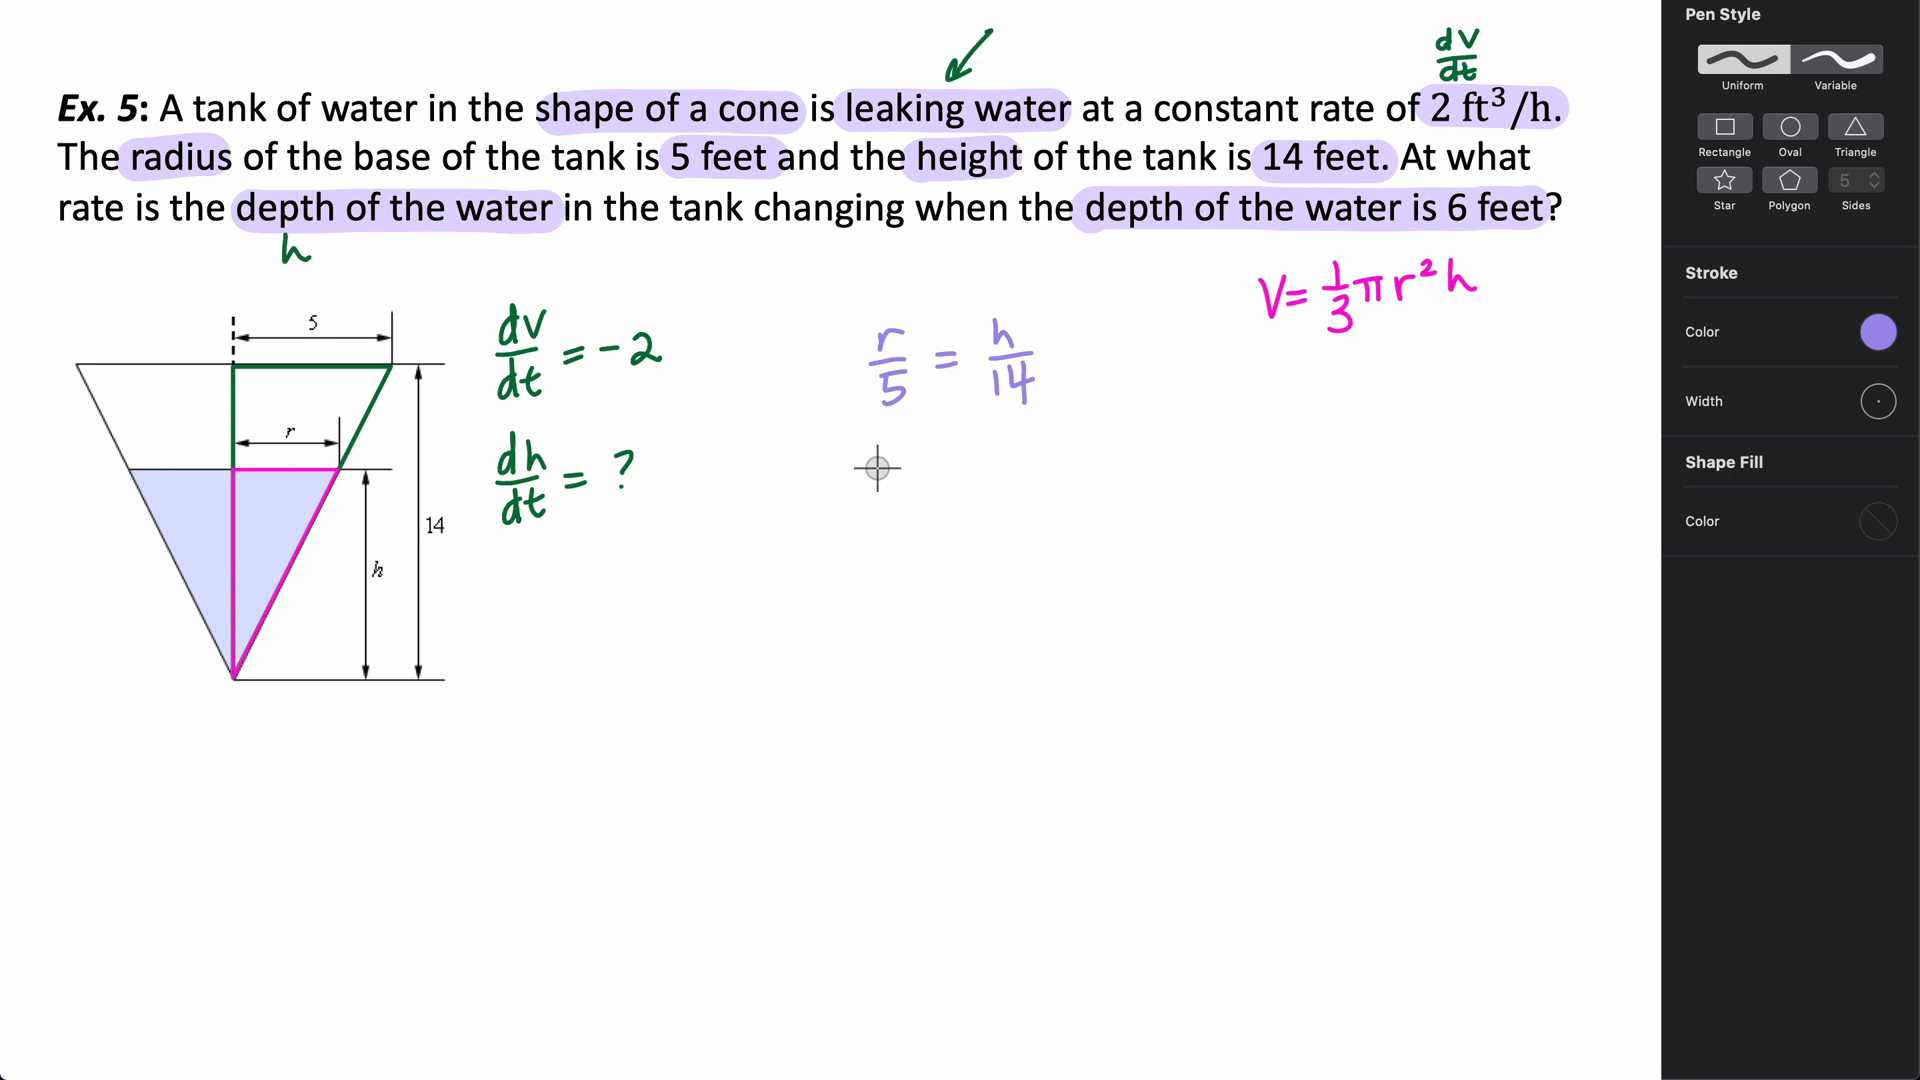 dV
dt
Ex. 5: A tank of water in the shape of a cone is leaking water at a constant rate of 2 ft³/h.
The radius of the base of the tank is 5 feet and the height of the tank is 14 feet. At what
rate is the depth of the water in the tank changing when the depth of the water is 6 feet?
h
V = 1/3 π r² h
5
r
14
h
dV/dt = -2
dh/dt = ?
r/5 = h/14
Pen Style
Uniform Variable
Rectangle Oval Triangle
5
Star Polygon Sides
Stroke
Color
Width
Shape Fill
Color